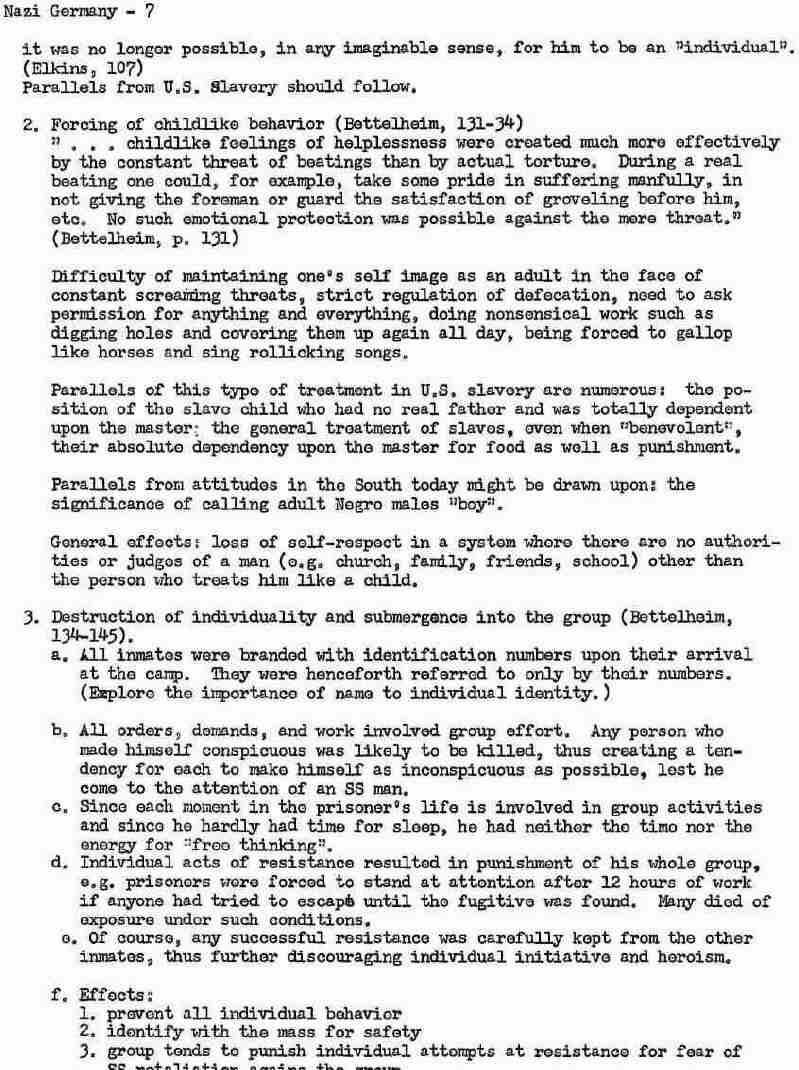 Nazi Germany - 7
it was no longer possible, in any imaginable sense, for him to be an "individual".
(Elkins, 107)
Parallels from U.S. Slavery should follow.
2. Forcing of childlike behavior (Bettelheim, 131-34)
" . . . childlike feelings of helplessness were created much more effectively
by the constant threat of beatings than by actual torture. During a real
beating one could, for example, take some pride in suffering manfully, in
not giving the foreman or guard the satisfaction of groveling before him,
etc. No such emotional protection was possible against the mere threat."
(Bettelheim, p. 131)
Difficulty of maintaining one's self image as an adult in the face of
constant screaming threats, strict regulation of defecation, need to ask
permission for anything and everything, doing nonsensical work such as
digging holes and covering them up again all day, being forced to gallop
like horses and sing rollicking songs.
Parallels of this type of treatment in U.S. slavery are numerous: the po-
sition of the slave child who had no real father and was totally dependent
upon the master; the general treatment of slaves, even when "benevolent",
their absolute dependency upon the master for food as well as punishment.
Parallels from attitudes in the South today might be drawn upon: the
significance of calling adult Negro males "boy".
General effects: loss of self-respect in a system where there are no authori-
ties or judges of a man (e.g. church, family, friends, school) other than
the person who treats him like a child.
3. Destruction of individuality and submergence into the group (Bettelheim,
134-145).
a. All inmates were branded with identification numbers upon their arrival
at the camp. They were henceforth referred to only by their numbers.
(Explore the importance of name to individual identity.)
b. All orders, demands, and work involved group effort. Any person who
made himself conspicuous was likely to be killed, thus creating a ten-
dency for each to make himself as inconspicuous as possible, lest he
come to the attention of an SS man.
c. Since each moment in the prisoner's life is involved in group activities
and since he hardly had time for sleep, he had neither the time nor the
energy for "free thinking".
d. Individual acts of resistance resulted in punishment of his whole group,
e.g. prisoners were forced to stand at attention after 12 hours of work
if anyone had tried to escape until the fugitive was found. Many died of
exposure under such conditions.
e. Of course, any successful resistance was carefully kept from the other
inmates, thus further discouraging individual initiative and heroism.
f. Effects:
1. prevent all individual behavior
2. identify with the mass for safety
3. group tends to punish individual attempts at resistance for fear of
SS retaliation agains the group